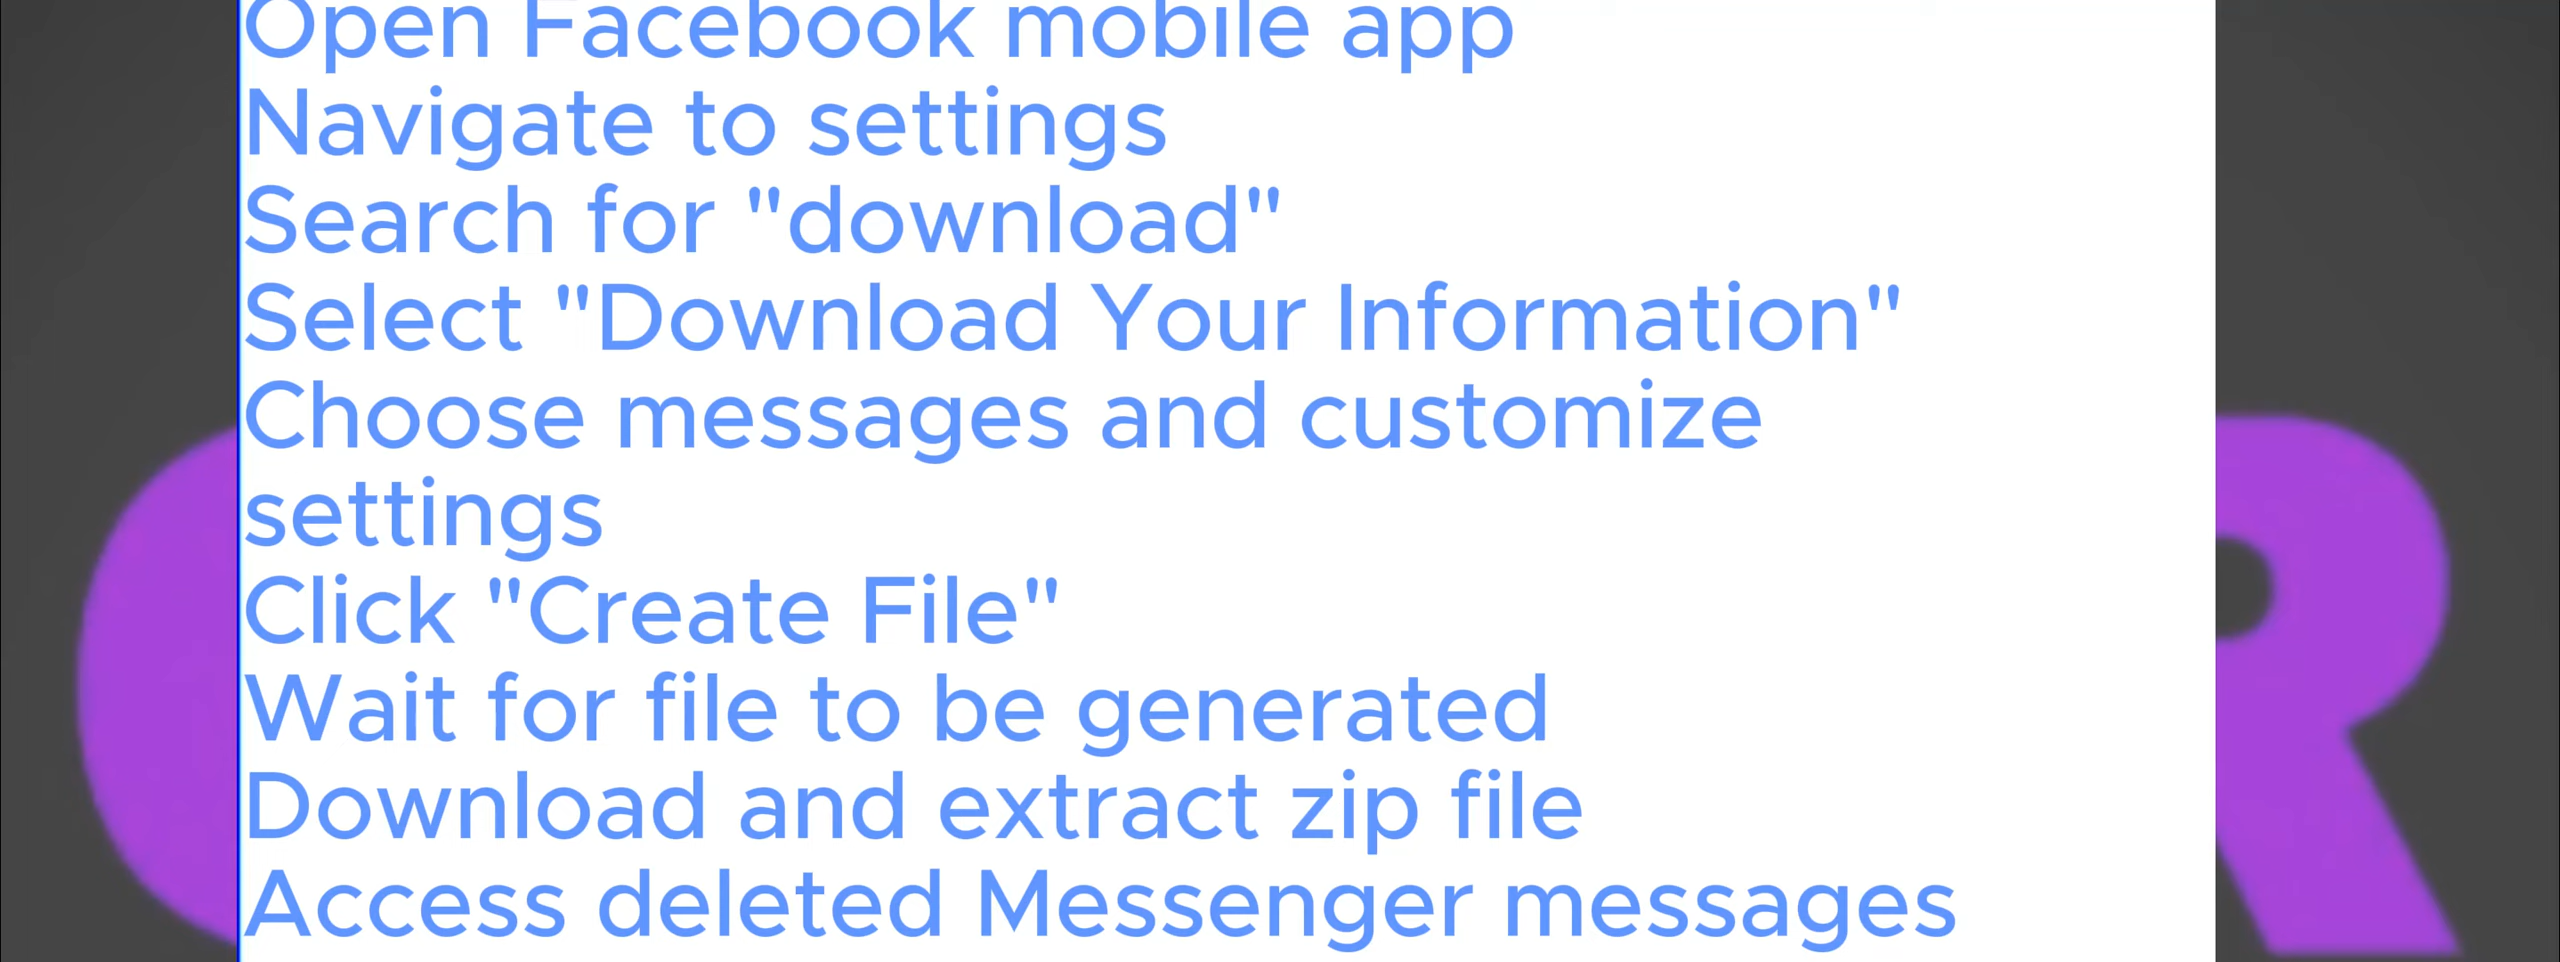 Open Facebook mobile app
Navigate to settings
Search for "download"
Select "Download Your Information"
Choose messages and customize
settings
Click "Create File"
Wait for file to be generated
Download and extract zip file
Access deleted Messenger messages
R